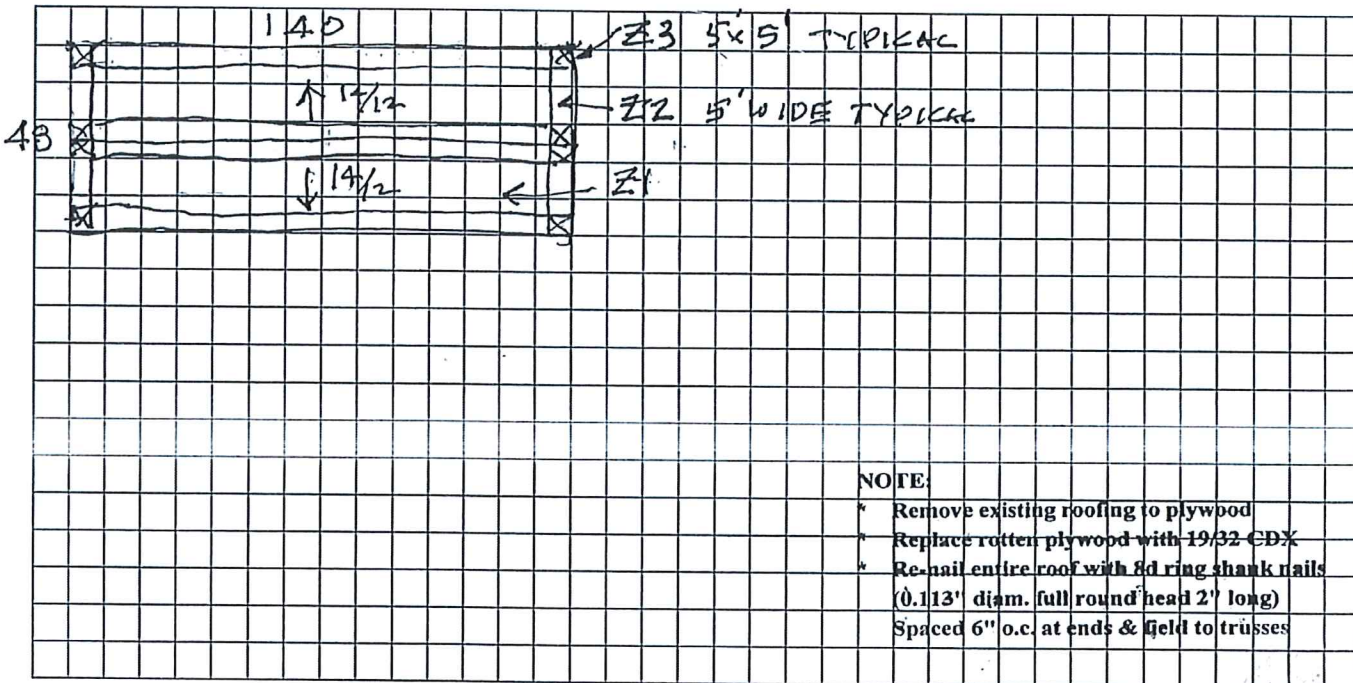 140
Z3 5'x5' TYPICAL
14/12
Z2 5' WIDE TYPICAL
48
14/2
Z1
NOTE:
* Remove existing roofing to plywood
* Replace rotten plywood with 19/32 CDX
* Re-nail entire roof with 8d ring shank nails
(0.113" diam. full round head 2" long)
Spaced 6" o.c. at ends & field to trusses